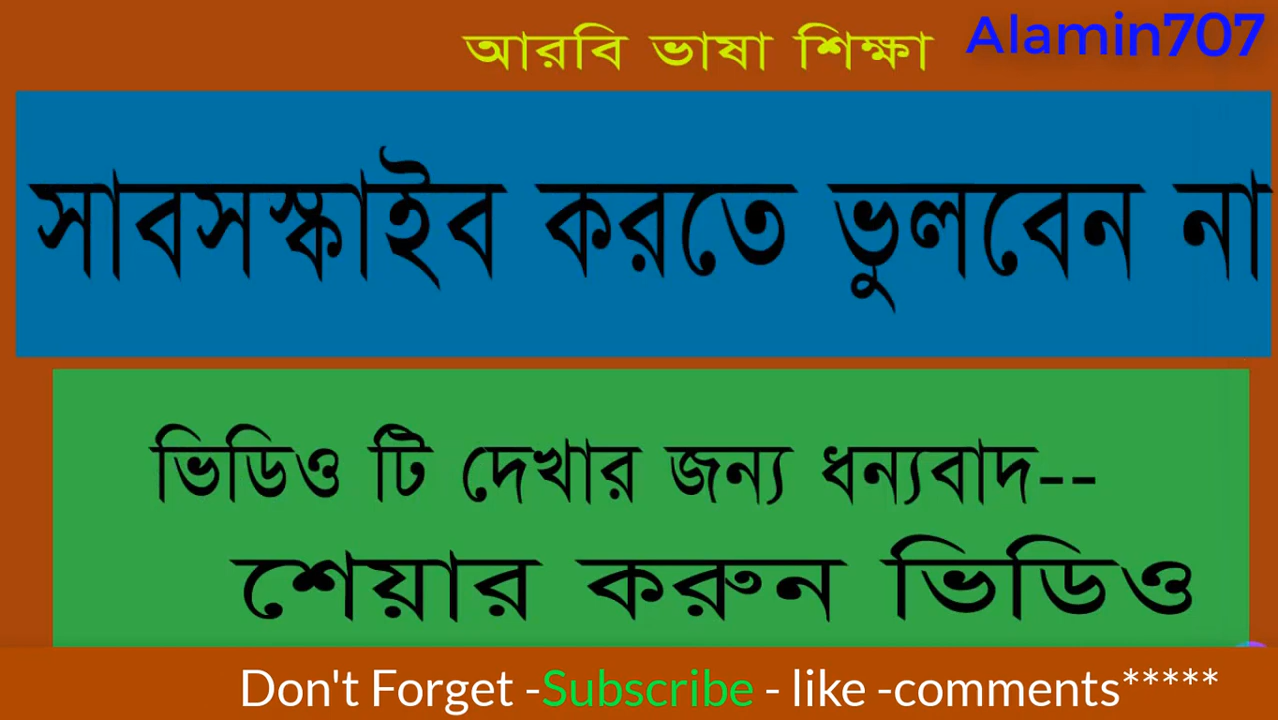 আরবি ভাষা শিক্ষা Alamin707
সাবসস্কাইব করতে ভুলবেন না
ভিডিও টি দেখার জন্য ধন্যবাদ--
শেয়ার করুন ভিডিও
Don't Forget -Subscribe - like -comments*****